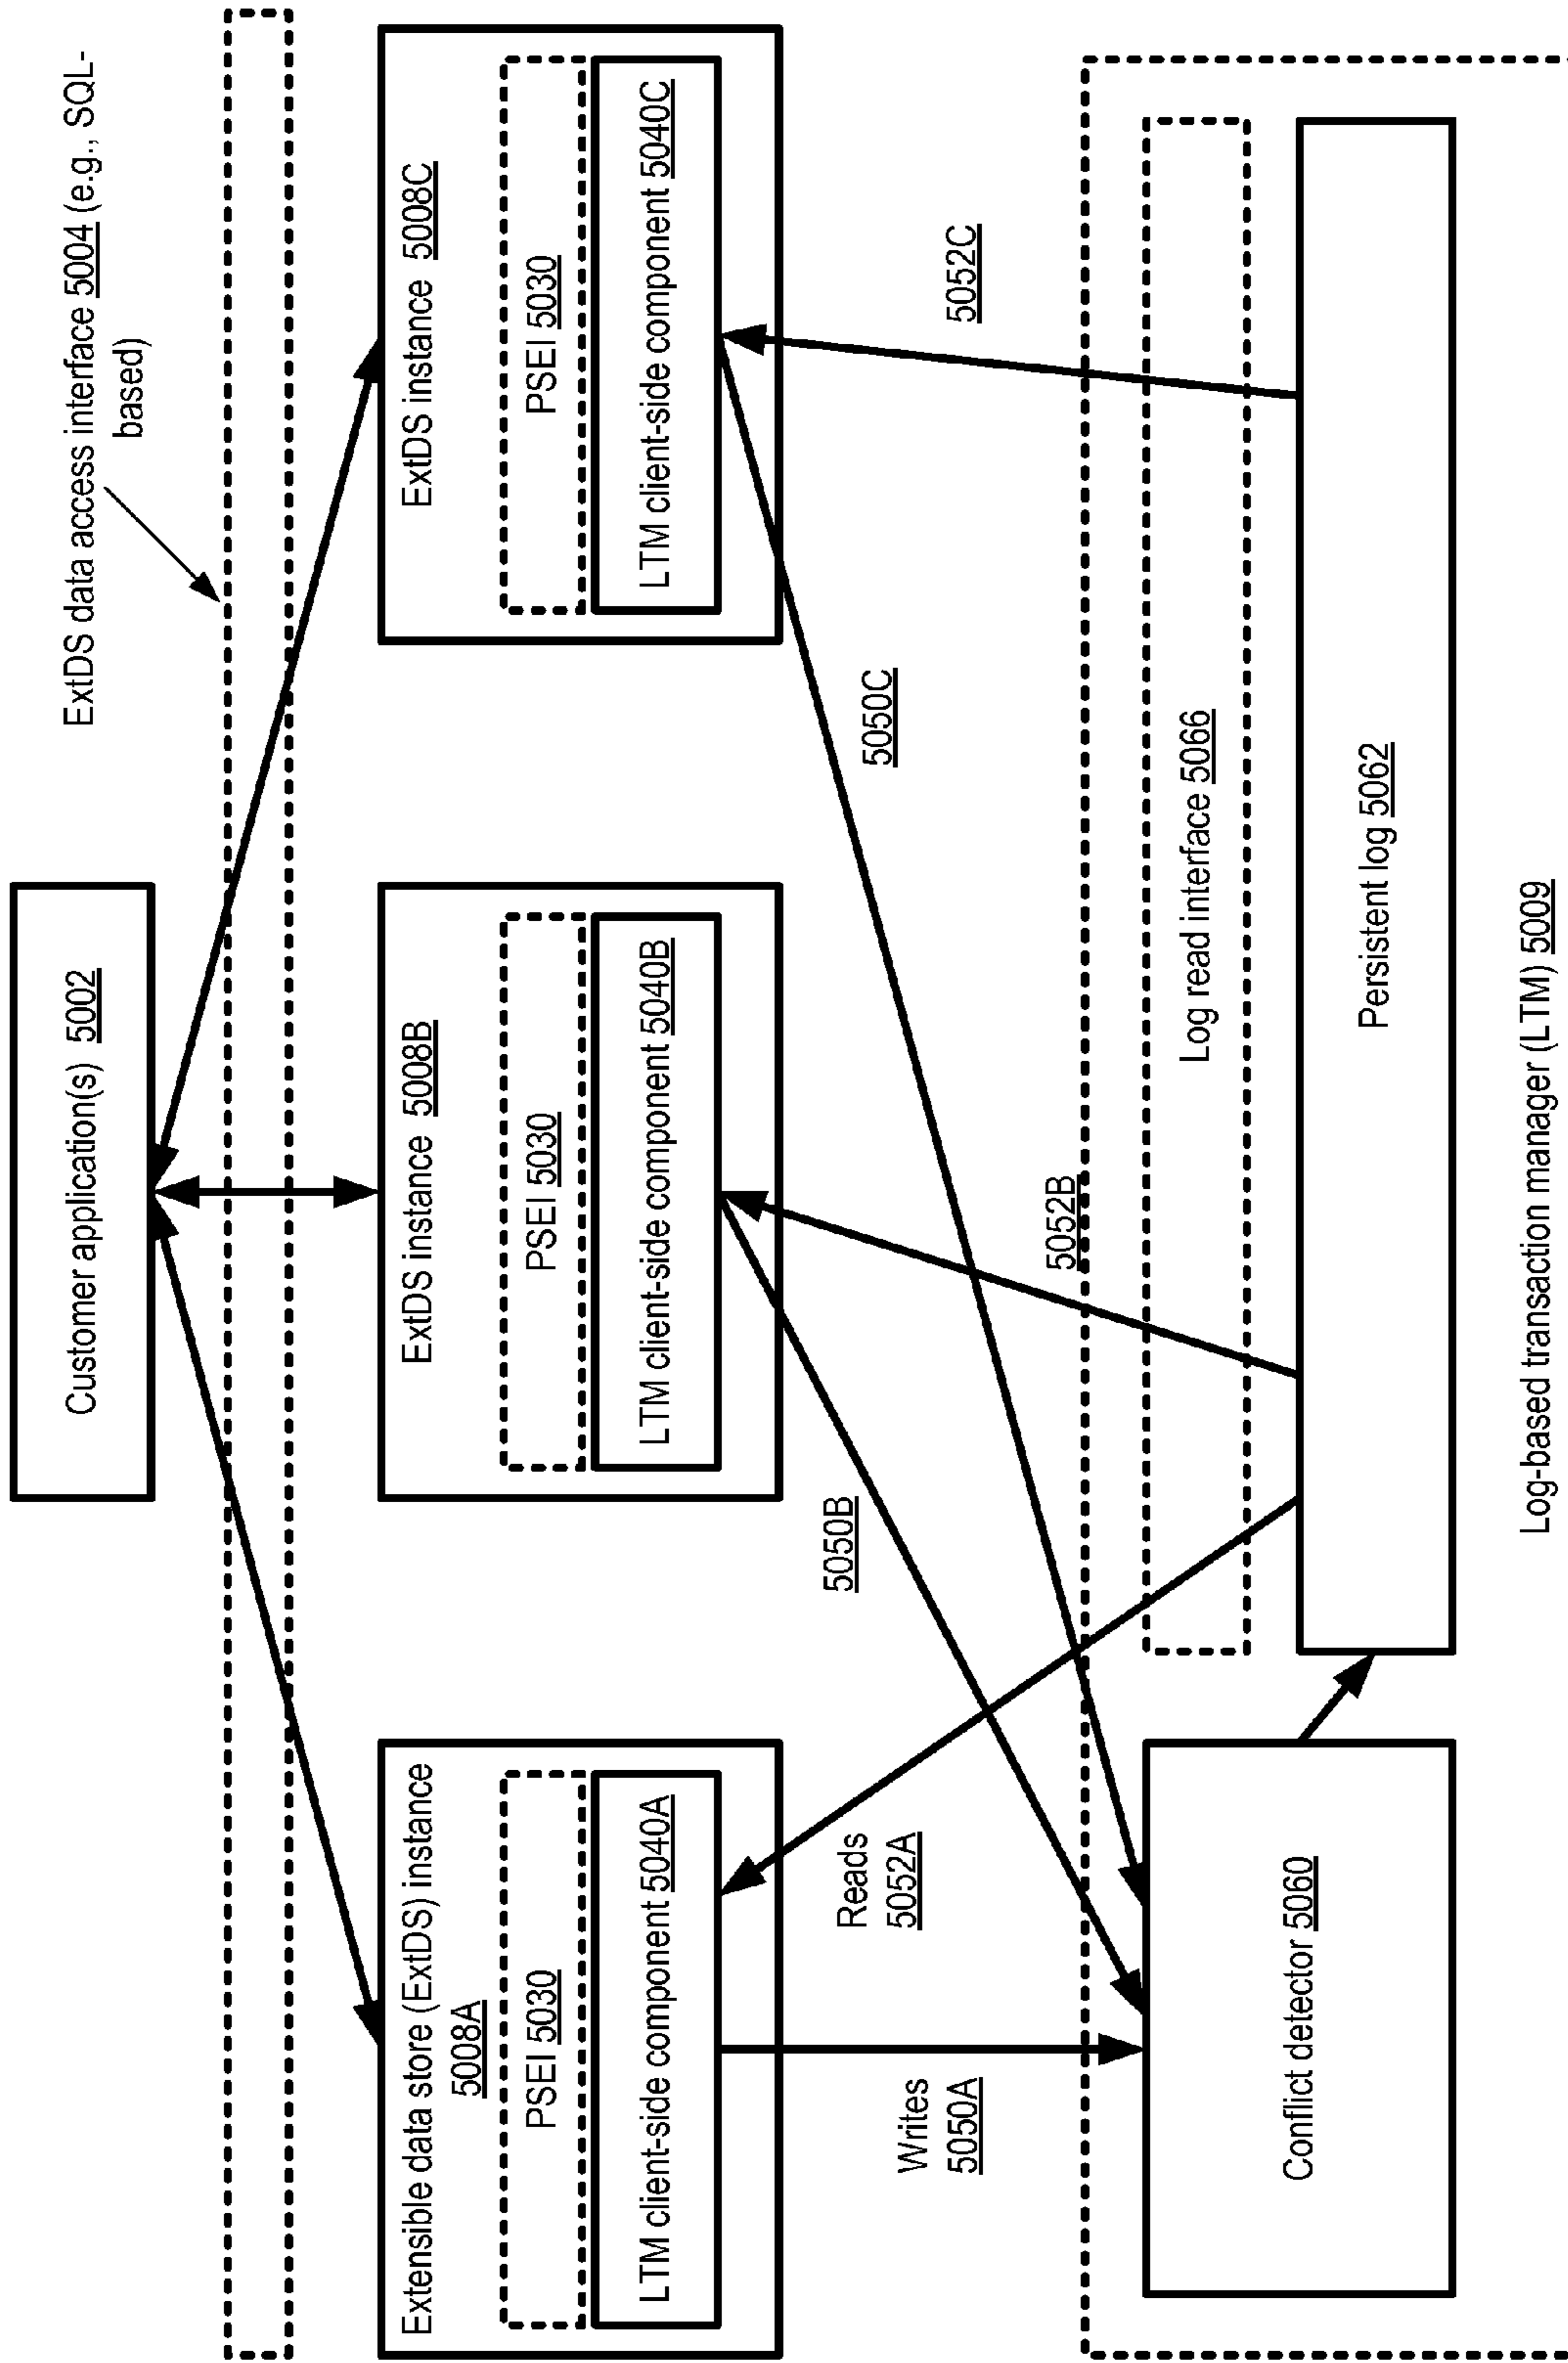 Customer application(s) 5002
ExtDS data access interface 5004 (e.g., SQL-
based)
Extensible data store (ExtDS) instance
5008A
PSEI 5030
LTM client-side component 5040A
ExtDS instance 5008B
PSEI 5030
LTM client-side component 5040B
ExtDS instance 5008C
PSEI 5030
LTM client-side component 5040C
Writes
5050A
Reads
5052A
5050B
5052B
5050C
5052C
Conflict detector 5060
Log read interface 5066
Persistent log 5062
Log-based transaction manager (LTM) 5009